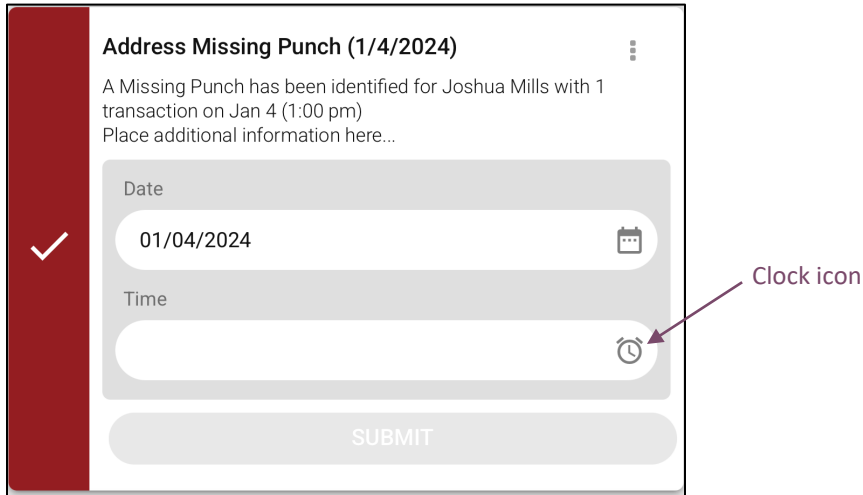 Address Missing Punch (1/4/2024)
A Missing Punch has been identified for Joshua Mills with 1
transaction on Jan 4 (1:00 pm)
Place additional information here...
Date
01/04/2024
Time
Clock icon
SUBMIT